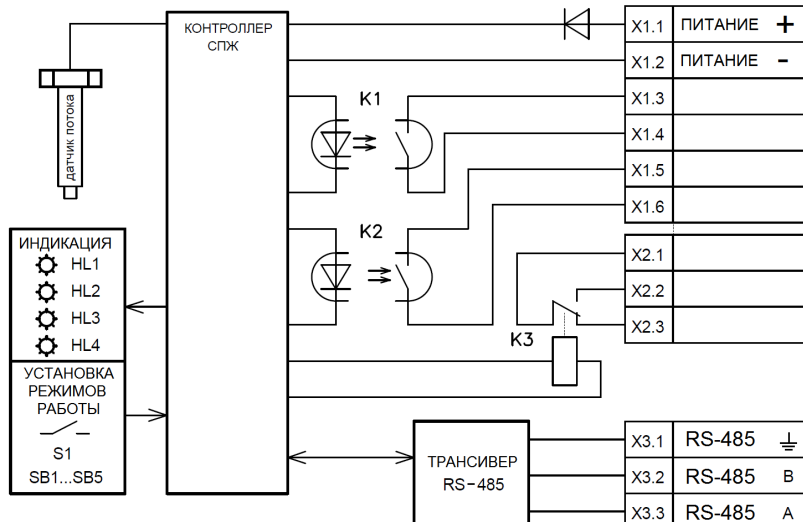 КОНТРОЛЛЕР
СПЖ
датчик потока
K1
K2
K3
X1.1 ПИТАНИЕ +
X1.2 ПИТАНИЕ -
X1.3
X1.4
X1.5
X1.6
X2.1
X2.2
X2.3
ИНДИКАЦИЯ
HL1
HL2
HL3
HL4
УСТАНОВКА
РЕЖИМОВ
РАБОТЫ
S1
SB1...SB5
ТРАНСИВЕР
RS-485
X3.1 RS-485
X3.2 RS-485 B
X3.3 RS-485 A